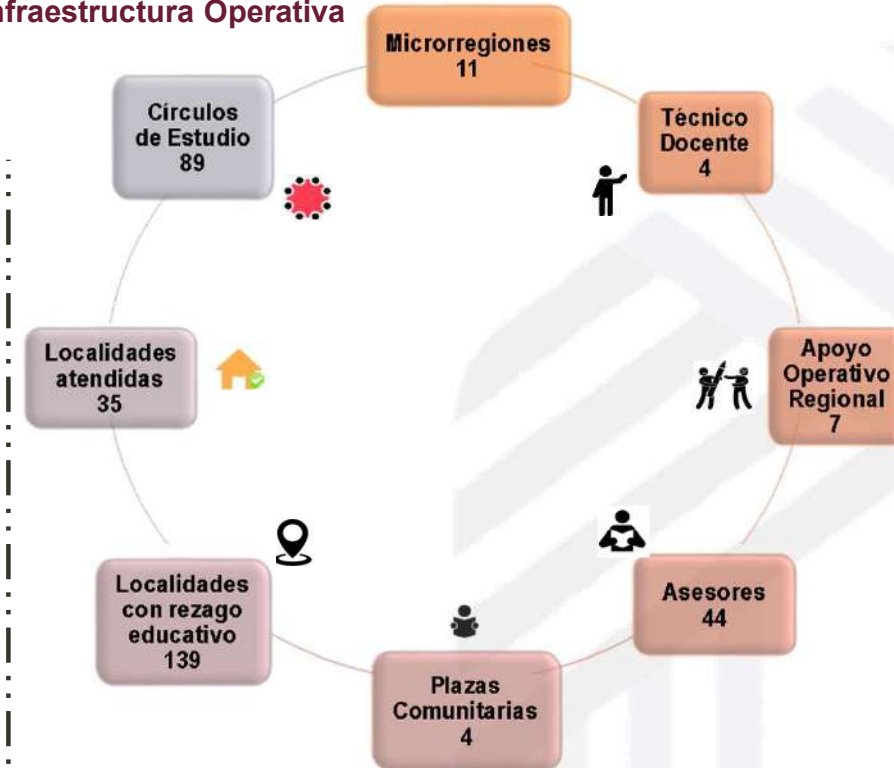 nfraestructura Operativa
Microrregiones
11
Técnico
Docente
4
Apoyo
Operativo
Regional
7
Asesores
44
Plazas
Comunitarias
4
Localidades
con rezago
educativo
139
Localidades
atendidas
35
Círculos
de Estudio
89